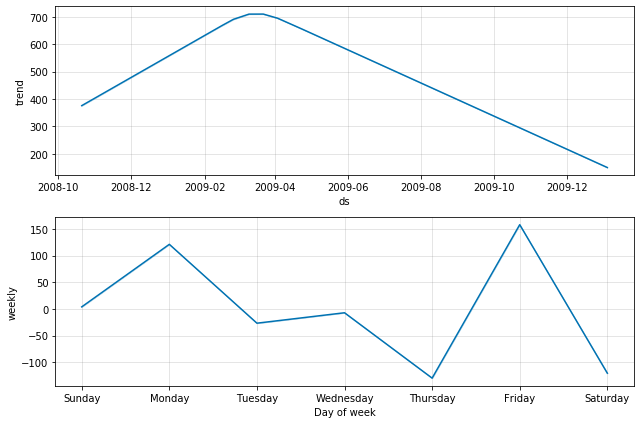 700
600
500
400
300
200
trend
2008-10 2008-12 2009-02 2009-04 2009-06 2009-08 2009-10 2009-12
ds
150
100
50
0
−50
−100
weekly
Sunday Monday Tuesday Wednesday Thursday Friday Saturday
Day of week